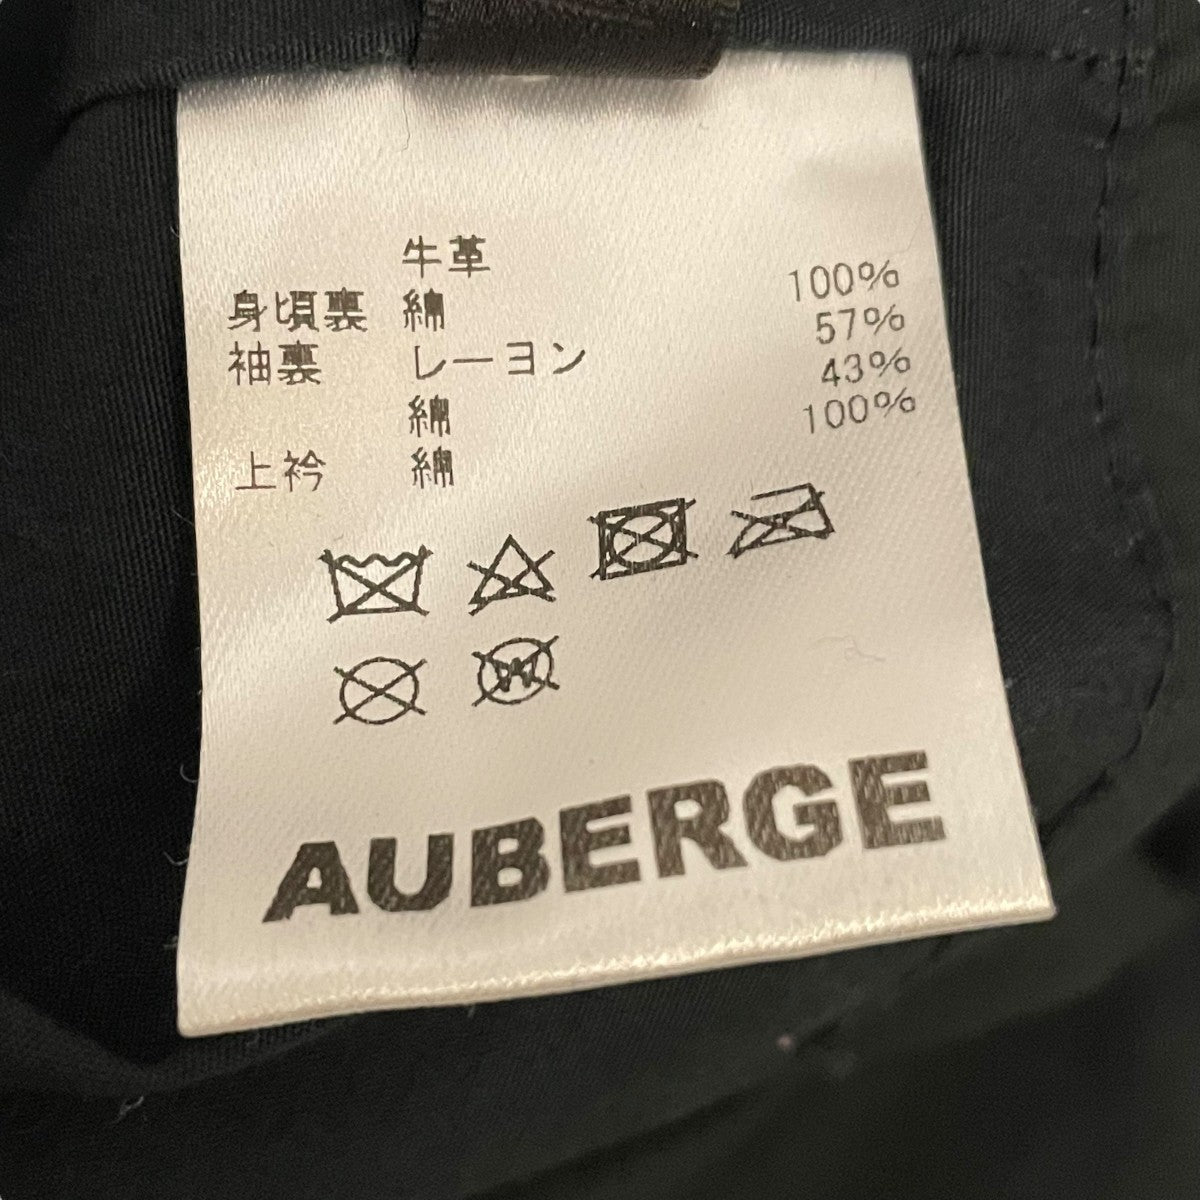 牛革
身頃裏 綿 100%
袖裏 レーヨン 57%
綿 43%
上衿 綿 100%
W
AUBERGE